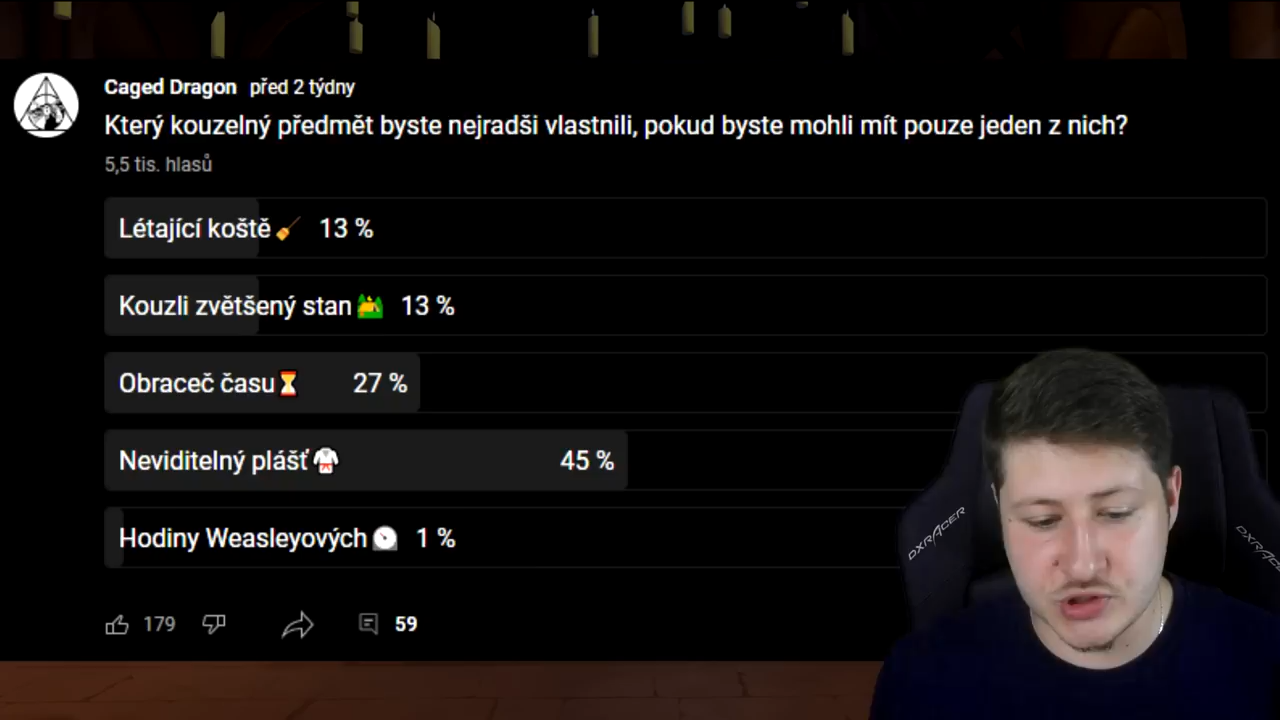 Caged Dragon před 2 týdny
Který kouzelný předmět byste nejradši vlastnili, pokud byste mohli mít pouze jeden z nich?
5,5 tis. hlasů
Létající koště🧹 13 %
Kouzli zvětšený stan🏕️ 13 %
Obraceč času⏳ 27 %
Neviditelný plášť🥋 45 %
Hodiny Weasleyových🕰️ 1 %
179 59
DXRACER
DXRACE